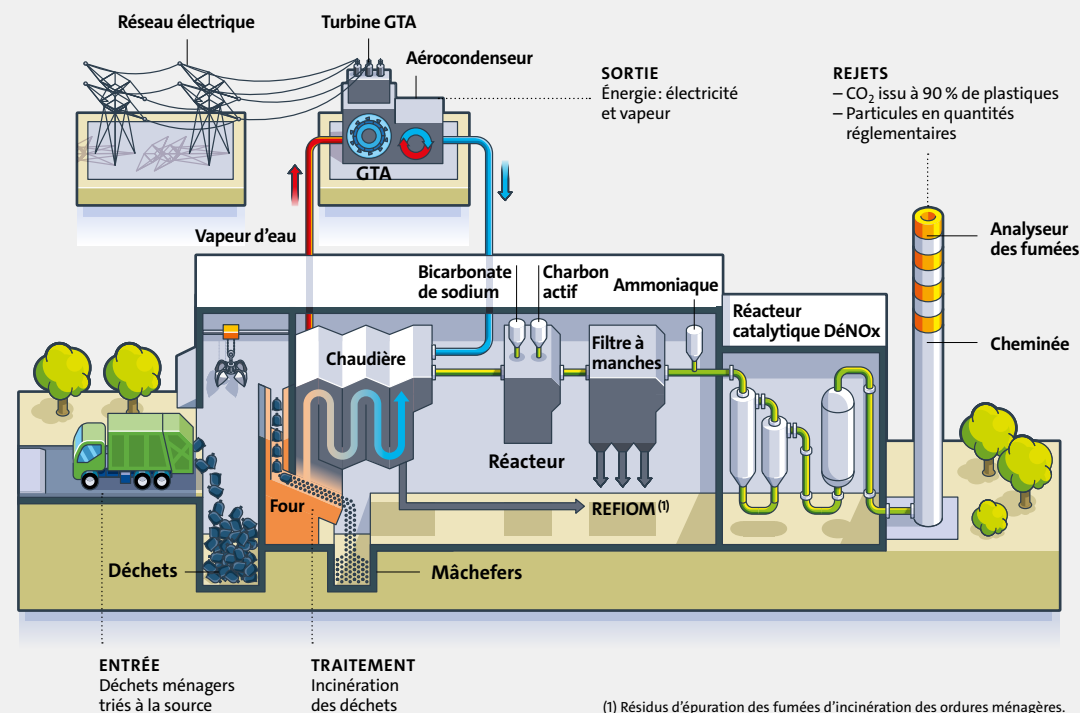 Réseau électrique
Turbine GTA
Aérocondenseur
SORTIE
Énergie : électricité
et vapeur
REJETS
– CO₂ issu à 90 % de plastiques
– Particules en quantités
réglementaires
GTA
Vapeur d’eau
Analyseur
des fumées
Bicarbonate
de sodium
Charbon
actif
Ammoniaque
Réacteur
catalytique DéNOx
Chaudière
Filtre à
manches
Cheminée
Réacteur
Four
REFIOM (1)
Déchets
Mâchefers
ENTRÉE
Déchets ménagers
triés à la source
TRAITEMENT
Incinération
des déchets
(1) Résidus d’épuration des fumées d’incinération des ordures ménagères.